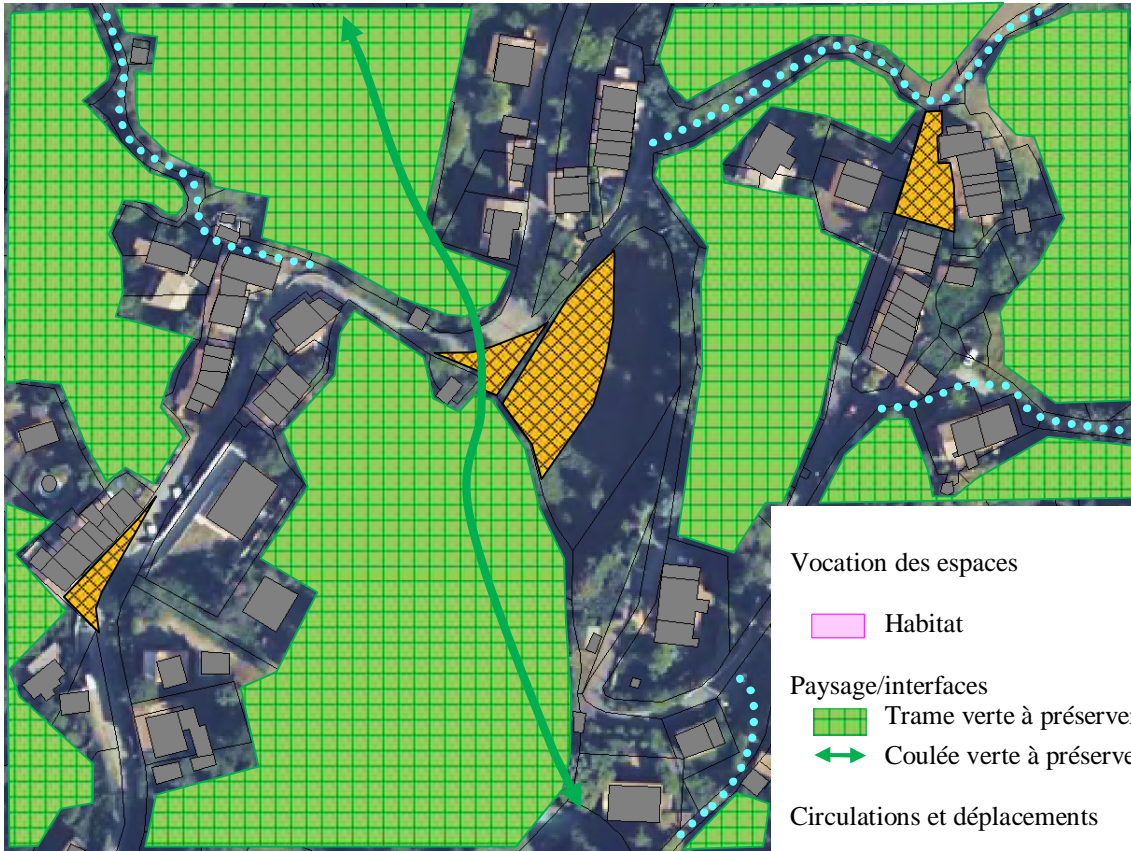 Vocation des espaces
Habitat
Paysage/interfaces
Trame verte à préserve
Coulée verte à préserve
Circulations et déplacements